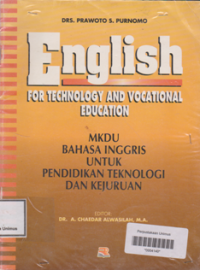 DRS. PRAWOTO S. PURNOMO
English
FOR TECHNOLOGY AND VOCATIONAL
EDUCATION
MKDU
BAHASA INGGRIS
UNTUK
PENDIDIKAN TEKNOLOGI
DAN KEJURUAN
EDITOR
DR. A. CHAEDAR ALWASILAH, M.A.